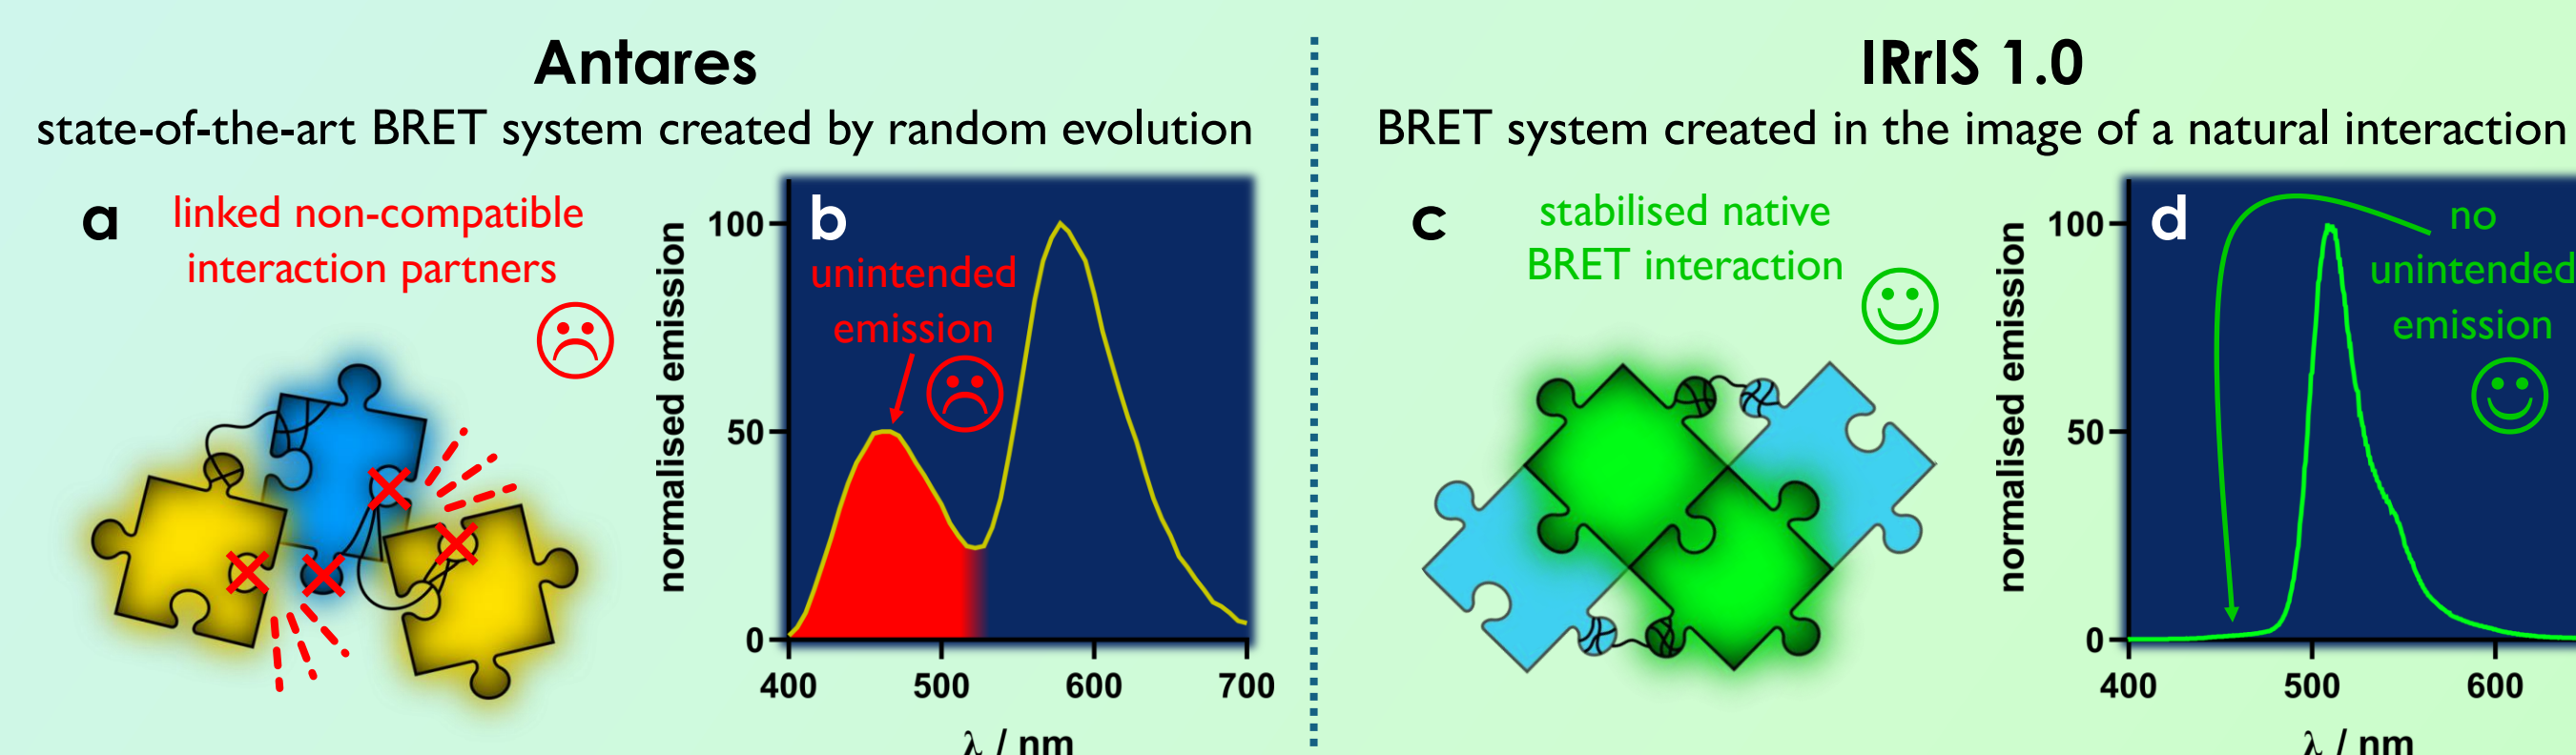 Antares
state-of-the-art BRET system created by random evolution
a
linked non-compatible
interaction partners
b
unintended
emission
normalised emission
100
50
0
400
500
600
700
λ / nm
IRrIS 1.0
BRET system created in the image of a natural interaction
c
stabilised native
BRET interaction
d
no
unintended
emission
normalised emission
100
50
0
400
500
600
λ / nm